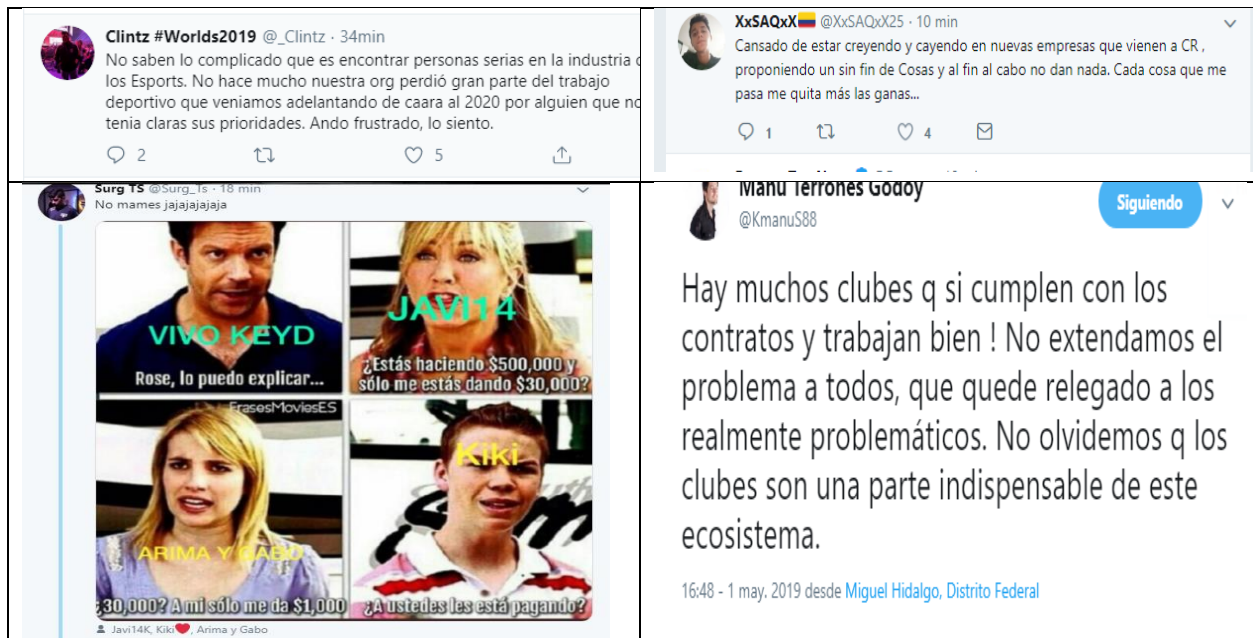 Clintz #Worlds2019 @_Clintz · 34min
No saben lo complicado que es encontrar personas serias en la industria
los Esports. No hace mucho nuestra org perdió gran parte del trabajo
deportivo que veniamos adelantando de caara al 2020 por alguien que no
tenia claras sus prioridades. Ando frustrado, lo siento.
2 5
XxSAQxX🇨🇴 @XxSAQxX25 · 10 min
Cansado de estar creyendo y cayendo en nuevas empresas que vienen a CR ,
proponiendo un sin fin de Cosas y al fin al cabo no dan nada. Cada cosa que me
pasa me quita más las ganas...
1 4
Surg TS @Surg_Ts · 18 min
No mames jajajajajaja
VIVO KEYD
Rose, lo puedo explicar...
JAVI14
¿Estás haciendo $500,000 y
sólo me estás dando $30,000?
FrasesMoviesES
ARIMA Y GABO
¿30,000? A mi sólo me da $1,000
Kiki
¿A ustedes les está pagando?
Javi14K, Kiki❤, Arima y Gabo
Manu Terrones Godoy
@KmanuS88
Siguiendo
Hay muchos clubes q si cumplen con los
contratos y trabajan bien ! No extendamos el
problema a todos, que quede relegado a los
realmente problemáticos. No olvidemos q los
clubes son una parte indispensable de este
ecosistema.
16:48 - 1 may. 2019 desde Miguel Hidalgo, Distrito Federal